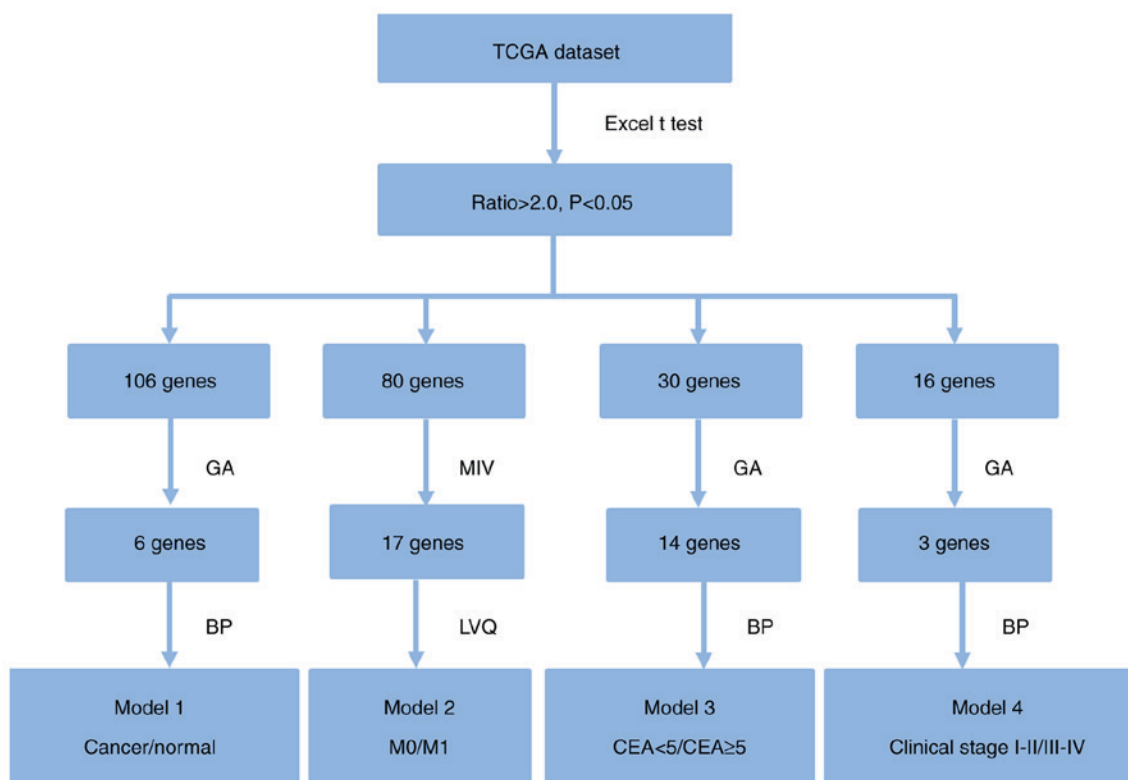 TCGA dataset
Excel t test
Ratio>2.0, P<0.05
106 genes
80 genes
30 genes
16 genes
GA
MIV
GA
GA
6 genes
17 genes
14 genes
3 genes
BP
LVQ
BP
BP
Model 1
Cancer/normal
Model 2
M0/M1
Model 3
CEA<5/CEA≥5
Model 4
Clinical stage I-II/III-IV